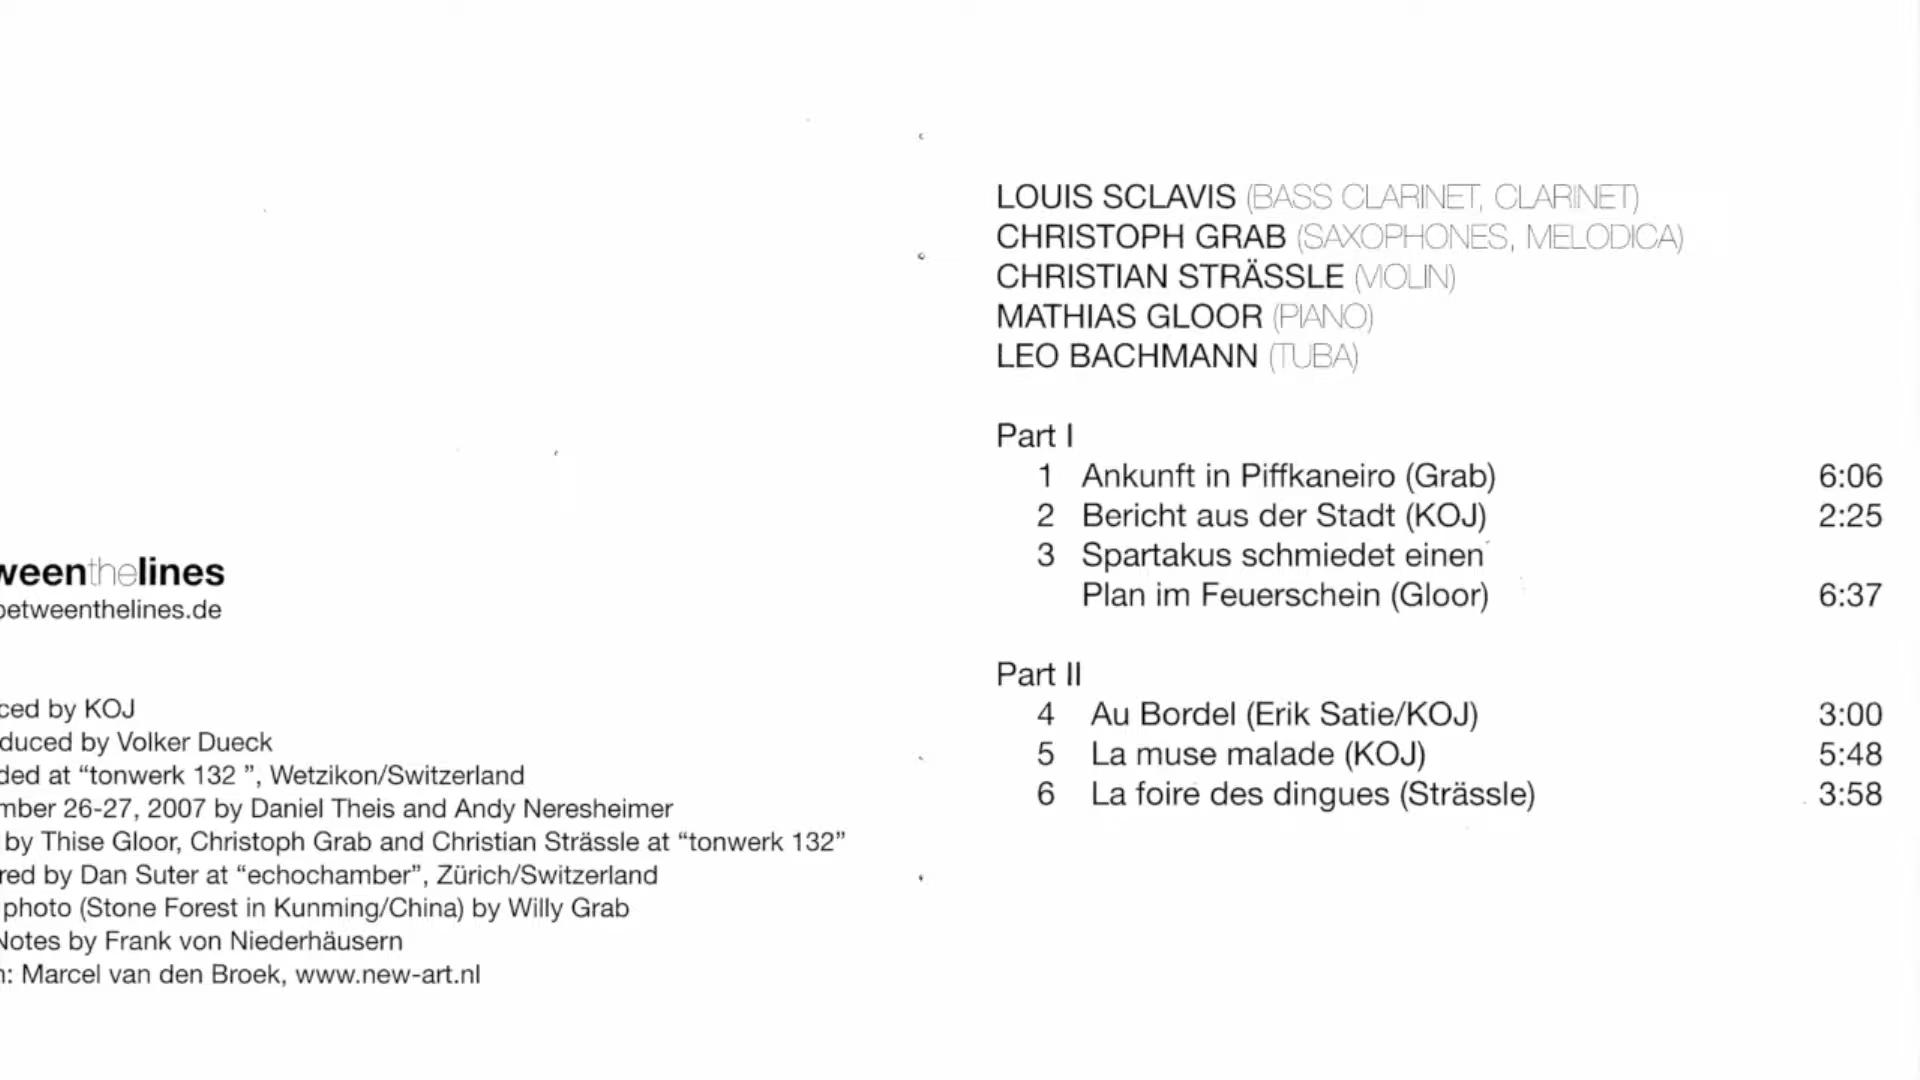 weenthelines
betweenthelines.de
ced by KOJ
duced by Volker Dueck
ded at “tonwerk 132 ”, Wetzikon/Switzerland
mber 26-27, 2007 by Daniel Theis and Andy Neresheimer
by Thise Gloor, Christoph Grab and Christian Strässle at “tonwerk 132”
red by Dan Suter at “echochamber”, Zürich/Switzerland
photo (Stone Forest in Kunming/China) by Willy Grab
Notes by Frank von Niederhäusern
n: Marcel van den Broek, www.new-art.nl
LOUIS SCLAVIS (BASS CLARINET, CLARINET)
CHRISTOPH GRAB (SAXOPHONES, MELODICA)
CHRISTIAN STRÄSSLE (VIOLIN)
MATHIAS GLOOR (PIANO)
LEO BACHMANN (TUBA)
Part I
1 Ankunft in Piffkaneiro (Grab) 6:06
2 Bericht aus der Stadt (KOJ) 2:25
3 Spartakus schmiedet einen
Plan im Feuerschein (Gloor) 6:37
Part II
4 Au Bordel (Erik Satie/KOJ) 3:00
5 La muse malade (KOJ) 5:48
6 La foire des dingues (Strässle) 3:58